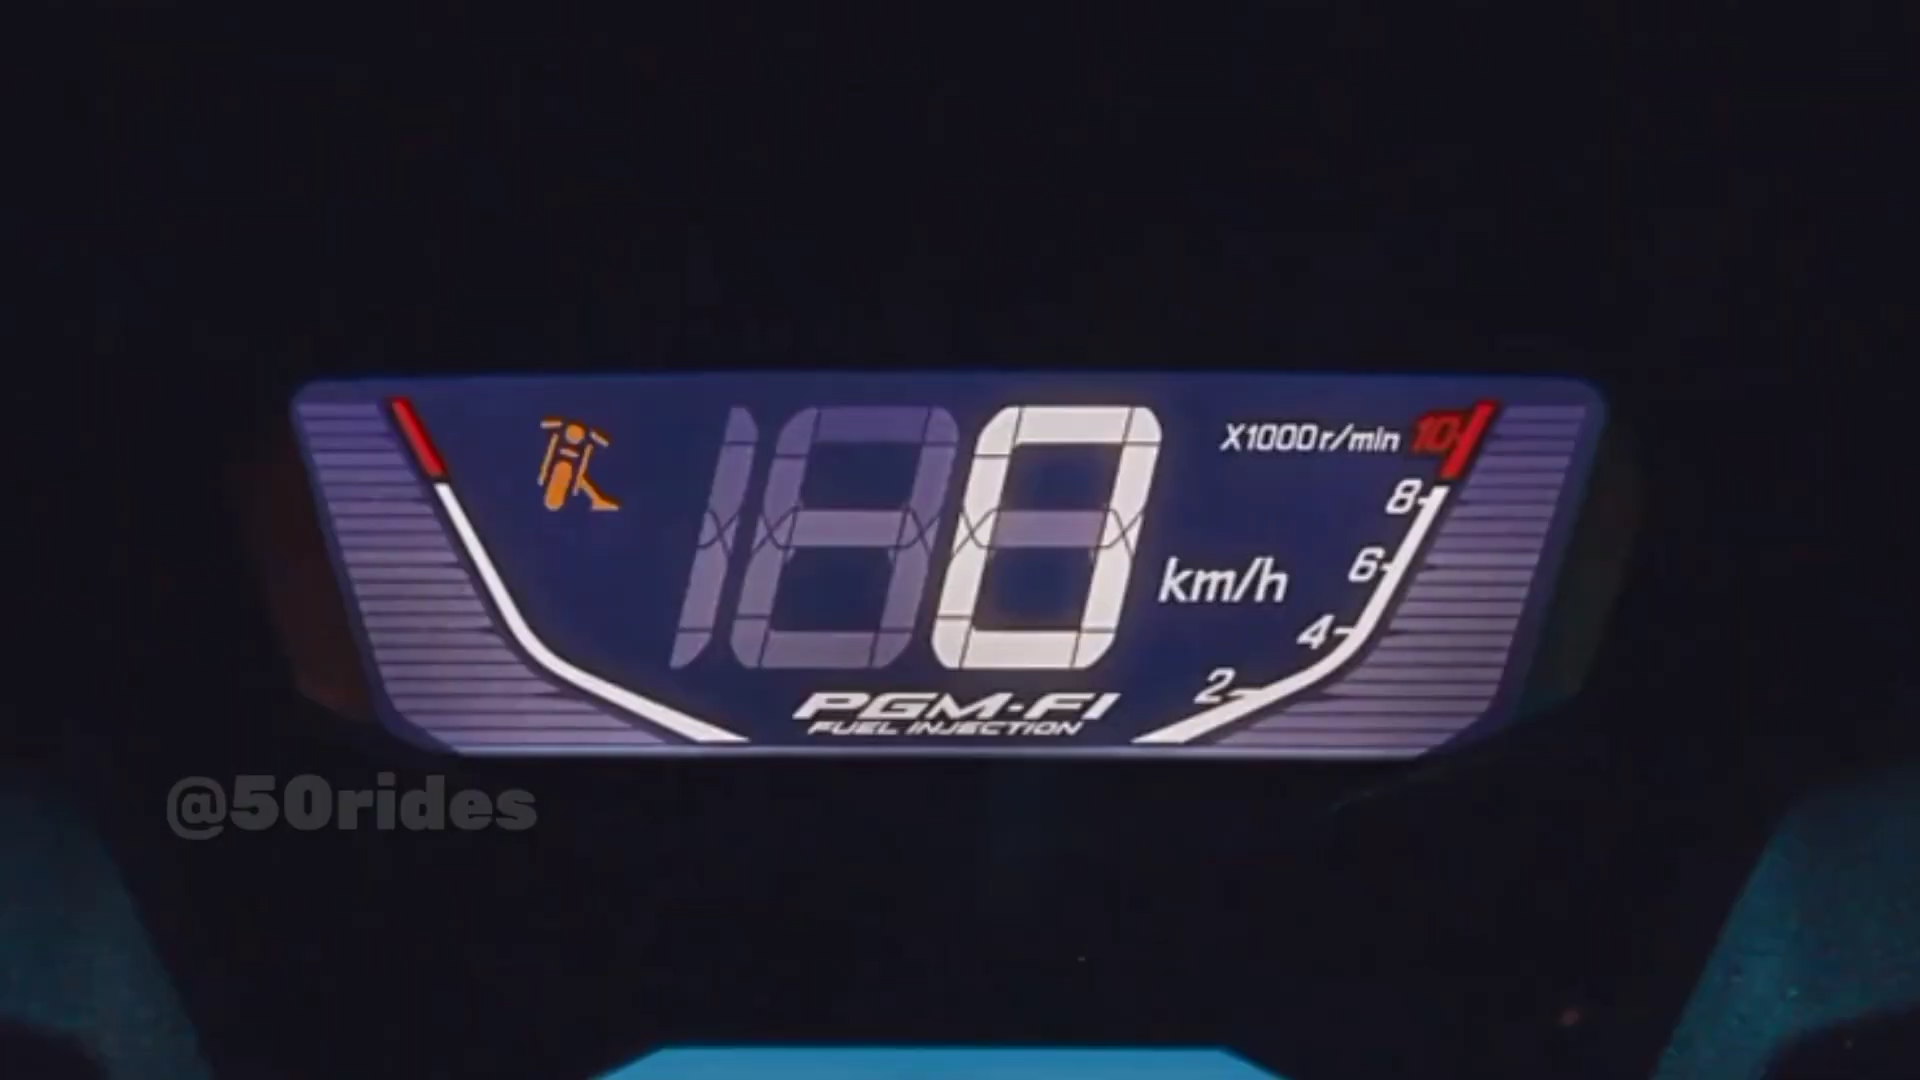 X1000r/min 10
8
0
6
km/h
4
2
PGM-FI
FUEL INJECTION
@50rides